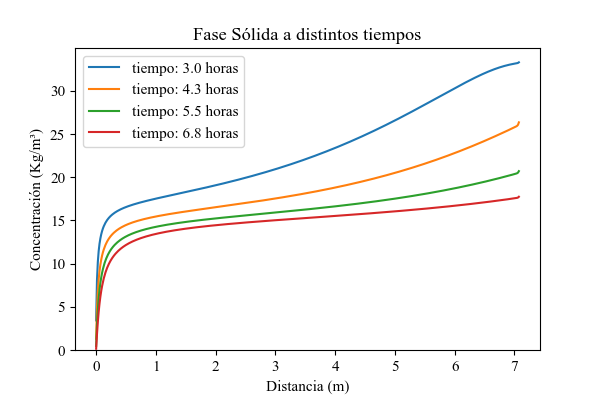 Fase Sólida a distintos tiempos
tiempo: 3.0 horas
tiempo: 4.3 horas
tiempo: 5.5 horas
tiempo: 6.8 horas
Concentración (Kg/m³)
30
25
20
15
10
5
0
0 1 2 3 4 5 6 7
Distancia (m)